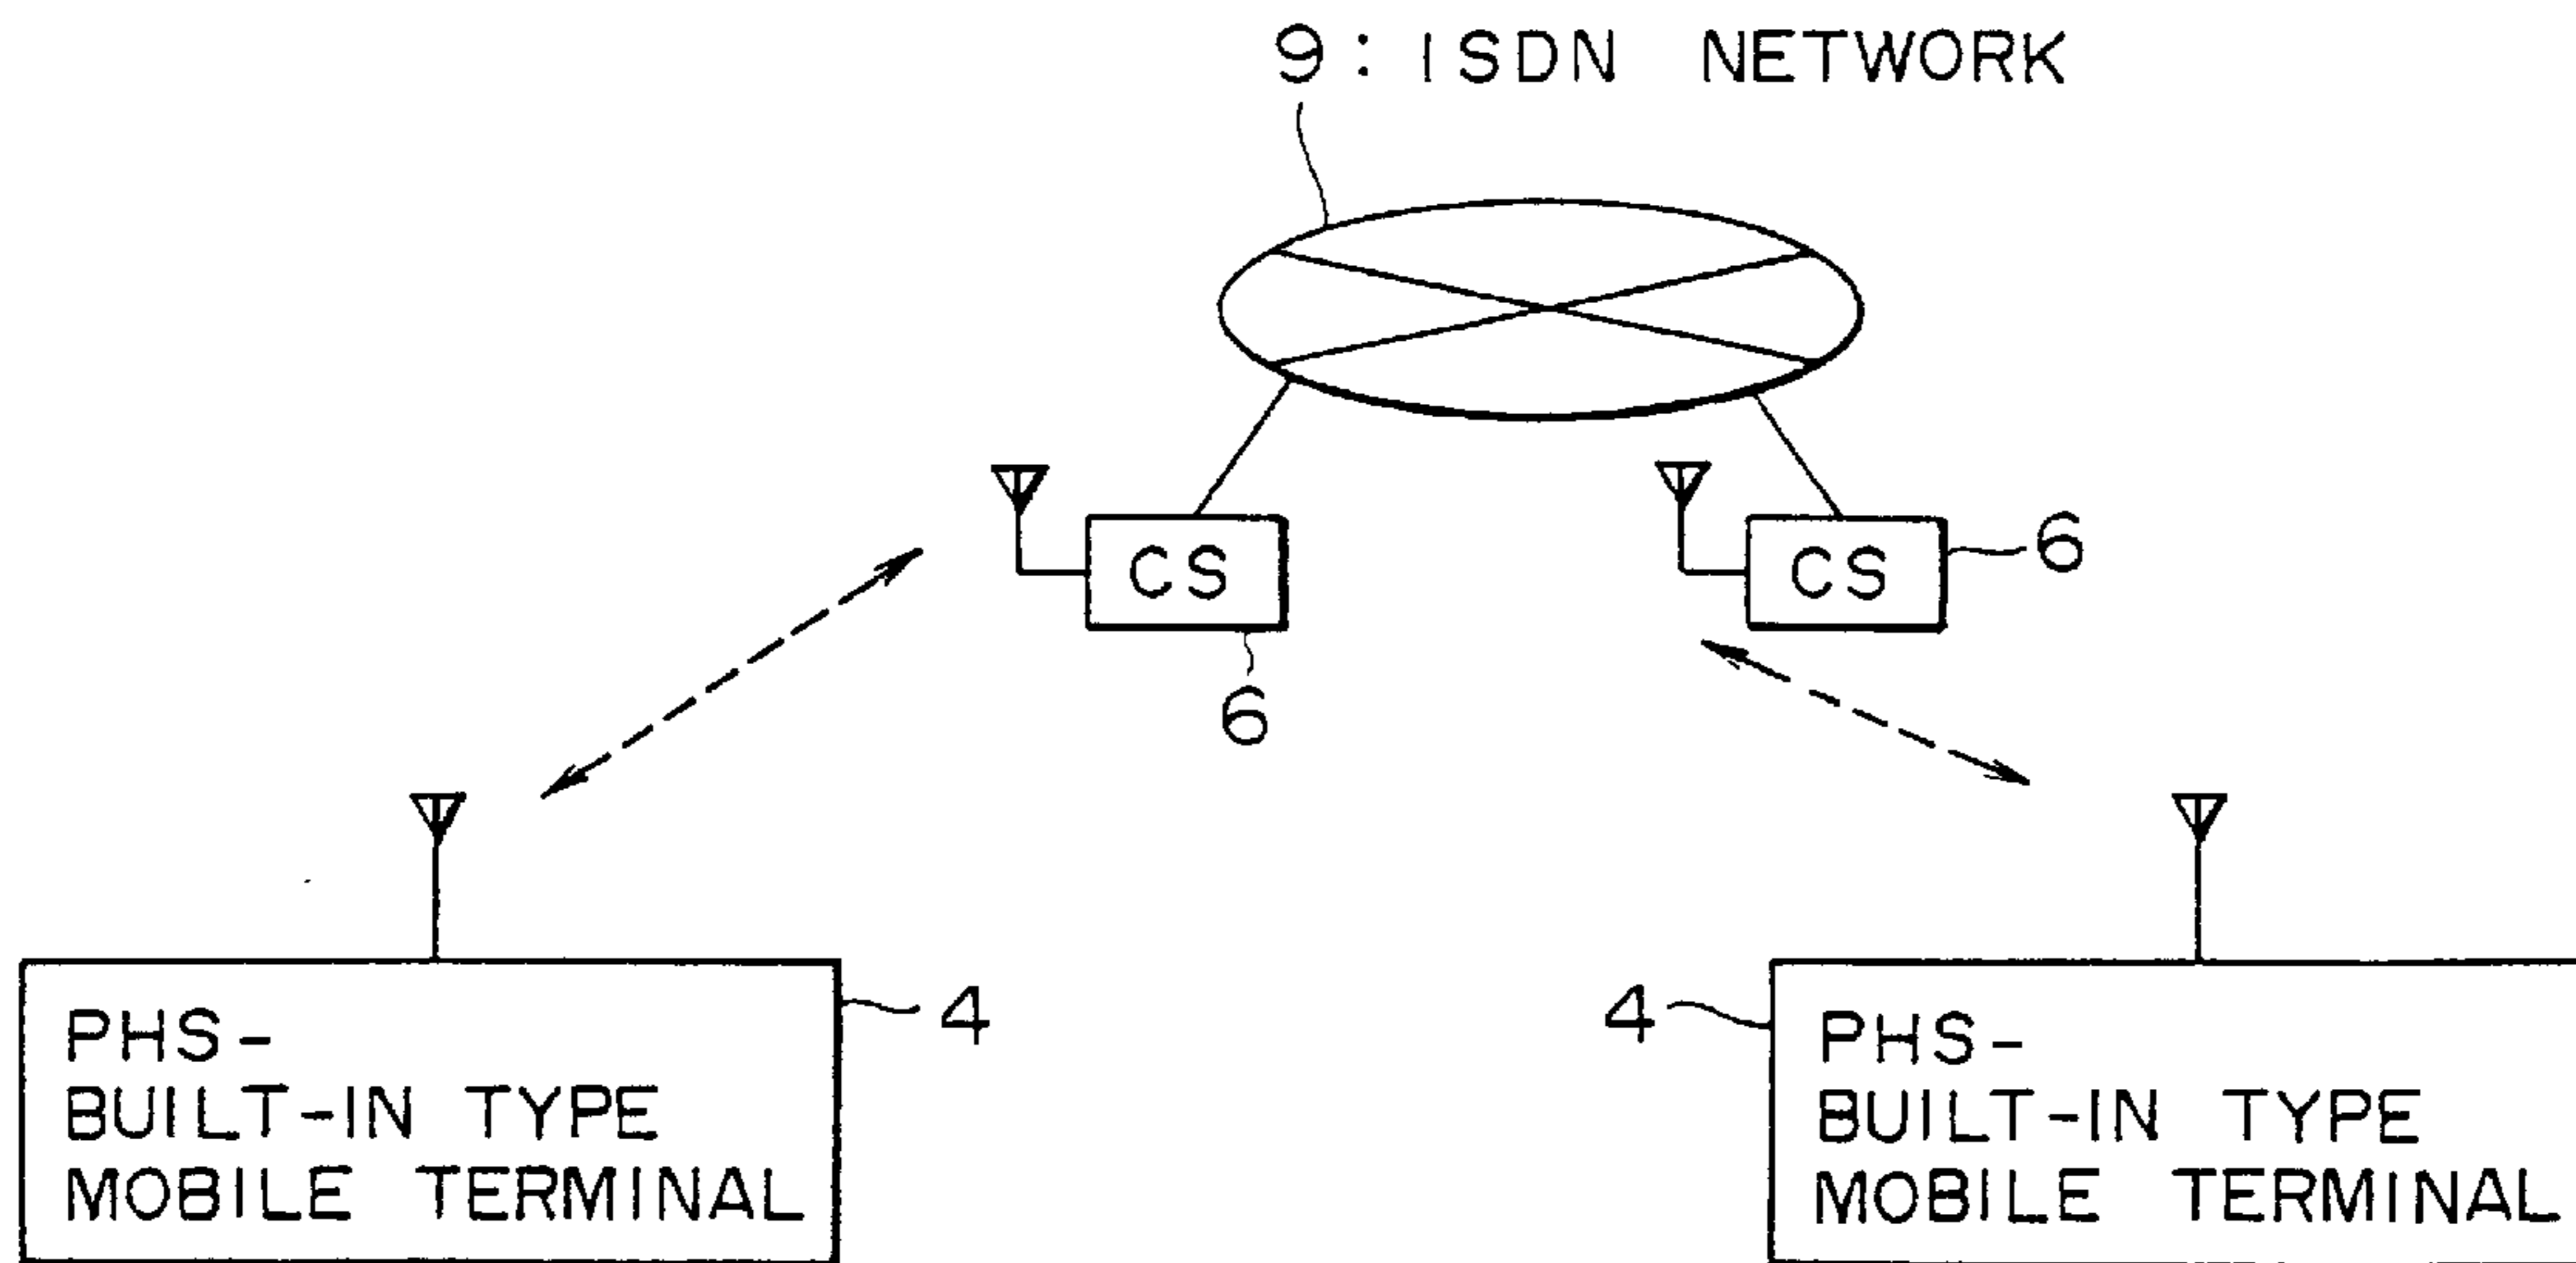 9: ISDN NETWORK
CS
CS
6
6
PHS-
BUILT-IN TYPE
MOBILE TERMINAL
4
4
PHS-
BUILT-IN TYPE
MOBILE TERMINAL